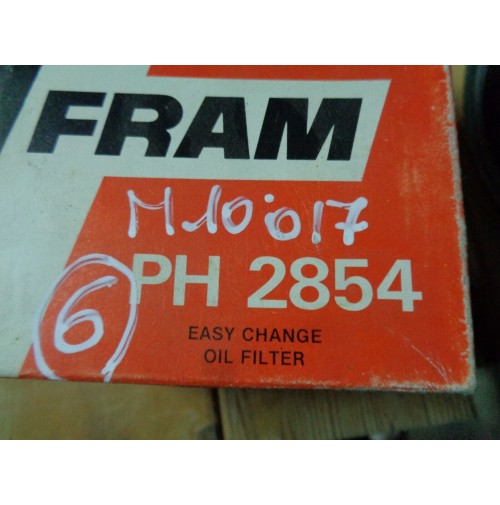 FRAM
M10017
PH 2854
6
EASY CHANGE
OIL FILTER